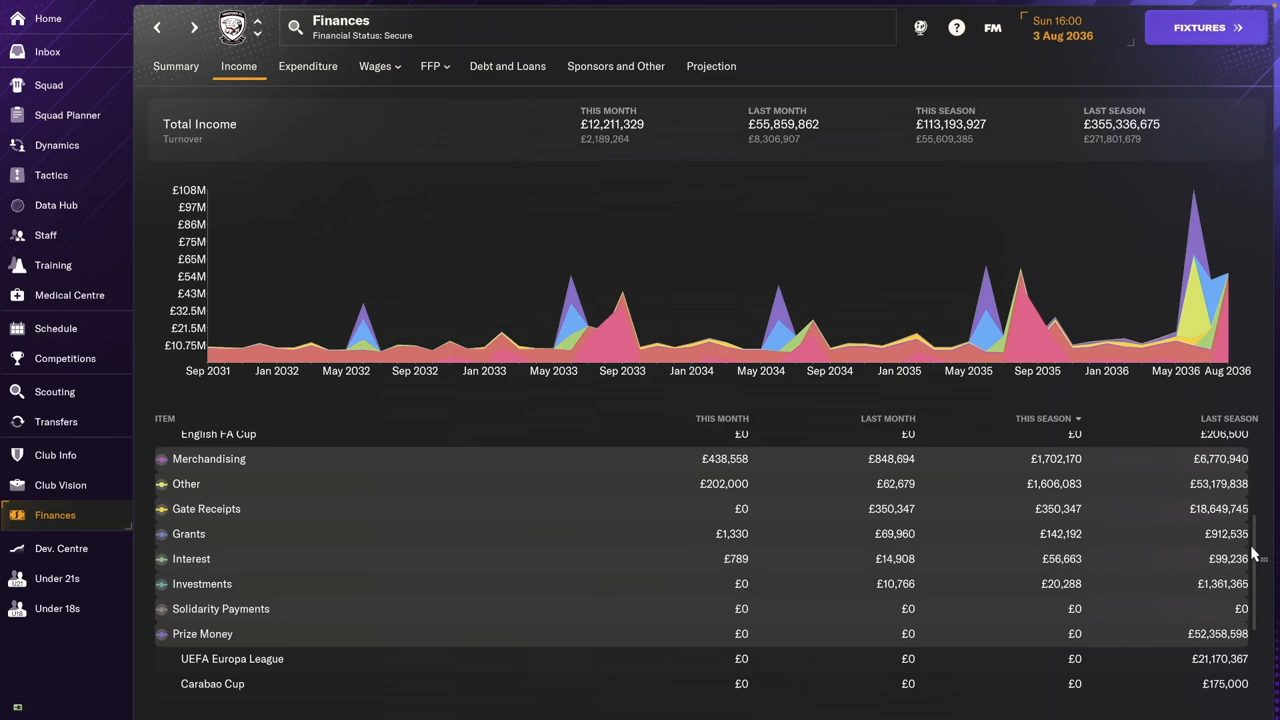 Home
Inbox
Squad
Squad Planner
Dynamics
Tactics
Data Hub
Staff
Training
Medical Centre
Schedule
Competitions
Scouting
Transfers
Club Info
Club Vision
Finances
Dev. Centre
U21 Under 21s
U18 Under 18s
Finances
Financial Status: Secure
? FM
Sun 16:00
3 Aug 2036
FIXTURES
Summary Income Expenditure Wages FFP Debt and Loans Sponsors and Other Projection
THIS MONTH LAST MONTH THIS SEASON LAST SEASON
Total Income £12,211,329 £55,859,862 £113,193,927 £355,336,675
Turnover £2,189,264 £8,306,907 £55,609,385 £271,801,679
£108M
£97M
£86M
£75M
£65M
£54M
£43M
£32.5M
£21.5M
£10.75M
Sep 2031 Jan 2032 May 2032 Sep 2032 Jan 2033 May 2033 Sep 2033 Jan 2034 May 2034 Sep 2034 Jan 2035 May 2035 Sep 2035 Jan 2036 May 2036 Aug 2036
ITEM THIS MONTH LAST MONTH THIS SEASON LAST SEASON
English FA Cup £0 £0 £0 £206,500
Merchandising £438,558 £848,694 £1,702,170 £6,770,940
Other £202,000 £62,679 £1,606,083 £53,179,838
Gate Receipts £0 £350,347 £350,347 £18,649,745
Grants £1,330 £69,960 £142,192 £912,535
Interest £789 £14,908 £56,663 £99,236
Investments £0 £10,766 £20,288 £1,361,365
Solidarity Payments £0 £0 £0 £0
Prize Money £0 £0 £0 £52,358,598
UEFA Europa League £0 £0 £0 £21,170,367
Carabao Cup £0 £0 £0 £175,000